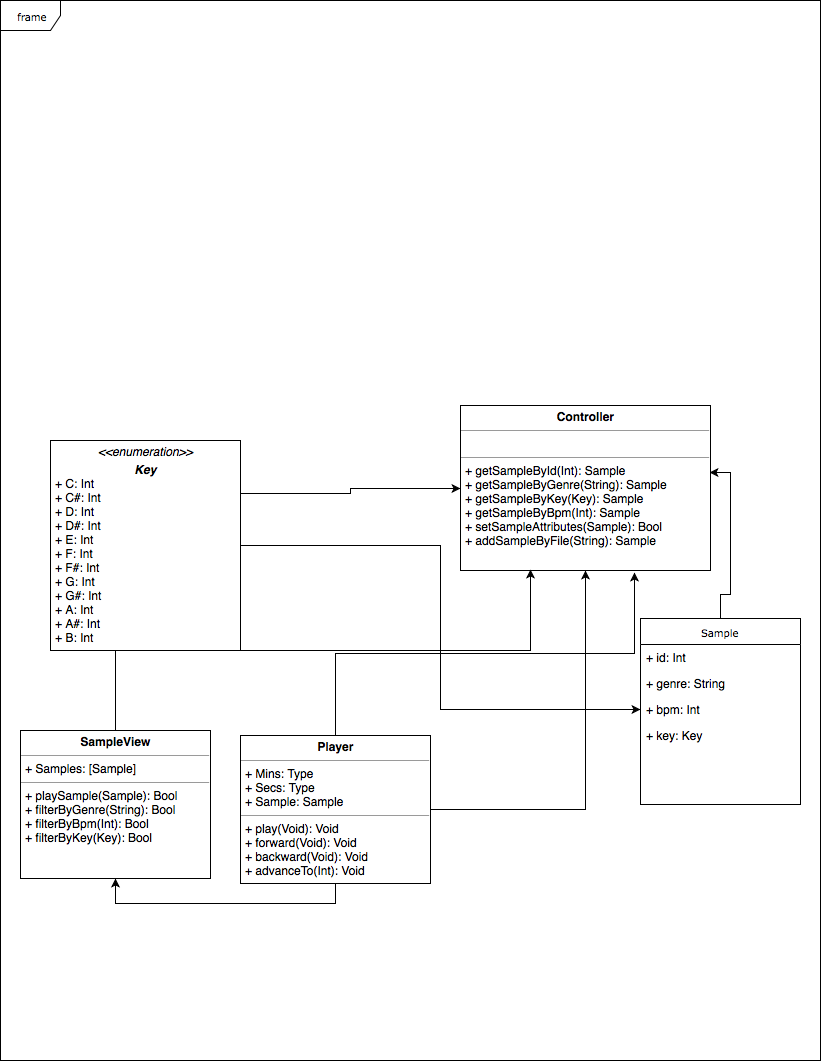 frame
Controller
+ getSampleById(Int): Sample
+ getSampleByGenre(String): Sample
+ getSampleByKey(Key): Sample
+ getSampleByBpm(Int): Sample
+ setSampleAttributes(Sample): Bool
+ addSampleByFile(String): Sample
<<enumeration>>
Key
+ C: Int
+ C#: Int
+ D: Int
+ D#: Int
+ E: Int
+ F: Int
+ F#: Int
+ G: Int
+ G#: Int
+ A: Int
+ A#: Int
+ B: Int
Sample
+ id: Int
+ genre: String
+ bpm: Int
+ key: Key
SampleView
+ Samples: [Sample]
+ playSample(Sample): Bool
+ filterByGenre(String): Bool
+ filterByBpm(Int): Bool
+ filterByKey(Key): Bool
Player
+ Mins: Type
+ Secs: Type
+ Sample: Sample
+ play(Void): Void
+ forward(Void): Void
+ backward(Void): Void
+ advanceTo(Int): Void